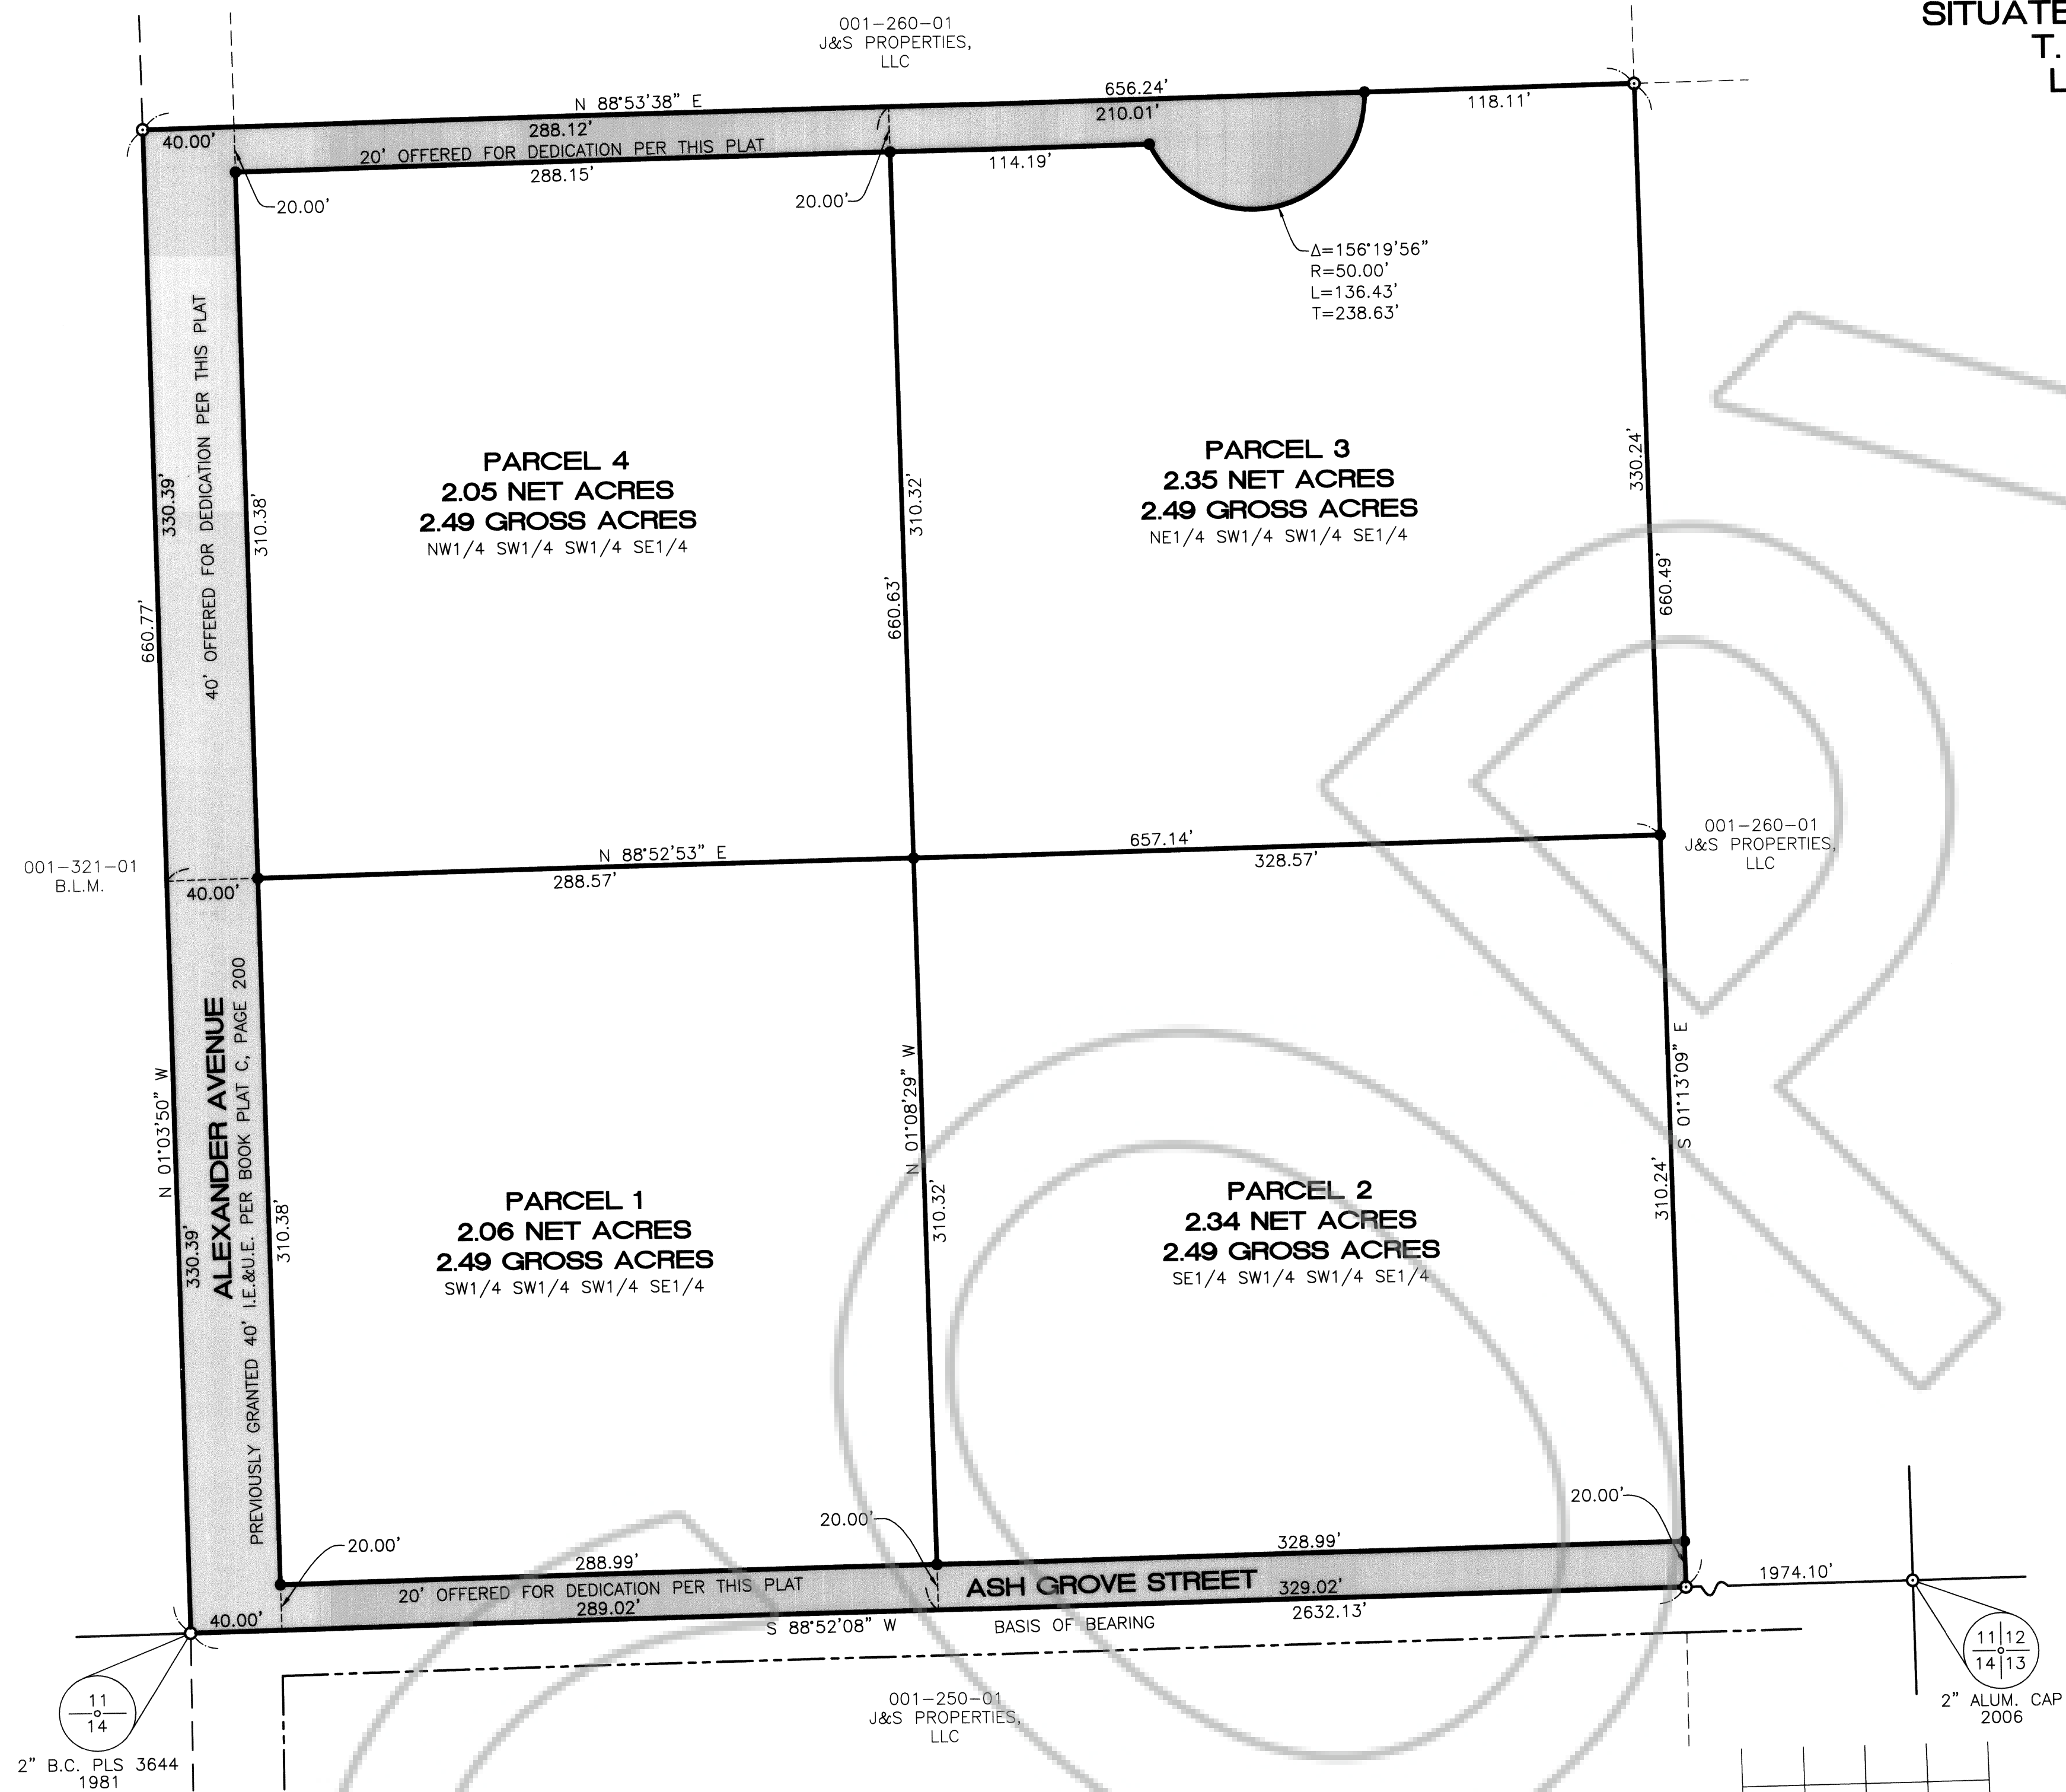 SITUATE
T.
L
001-260-01
J&S PROPERTIES,
LLC
N 88°53'38" E
656.24'
40.00'
288.12'
210.01'
118.11'
20' OFFERED FOR DEDICATION PER THIS PLAT
288.15'
114.19'
20.00'
20.00'
Δ=156°19'56"
R=50.00'
L=136.43'
T=238.63'
40' OFFERED FOR DEDICATION PER THIS PLAT
330.39'
660.77'
310.38'
PARCEL 4
2.05 NET ACRES
2.49 GROSS ACRES
NW1/4 SW1/4 SW1/4 SE1/4
310.32'
660.63'
PARCEL 3
2.35 NET ACRES
2.49 GROSS ACRES
NE1/4 SW1/4 SW1/4 SE1/4
330.24'
660.49'
001-321-01
B.L.M.
40.00'
N 88°52'53" E
288.57'
657.14'
328.57'
001-260-01
J&S PROPERTIES,
LLC
N 01°03'50" W
330.39'
ALEXANDER AVENUE
PREVIOUSLY GRANTED 40' I.E.&U.E. PER BOOK PLAT C, PAGE 200
310.38'
PARCEL 1
2.06 NET ACRES
2.49 GROSS ACRES
SW1/4 SW1/4 SW1/4 SE1/4
N 01°08'29" W
310.32'
PARCEL 2
2.34 NET ACRES
2.49 GROSS ACRES
SE1/4 SW1/4 SW1/4 SE1/4
S 01°13'09" E
310.24'
20.00'
20.00'
20.00'
288.99'
328.99'
20' OFFERED FOR DEDICATION PER THIS PLAT
ASH GROVE STREET
329.02'
1974.10'
40.00'
289.02'
2632.13'
S 88°52'08" W
BASIS OF BEARING
11
14
2" B.C. PLS 3644
1981
001-250-01
J&S PROPERTIES,
LLC
11 12
14 13
2" ALUM. CAP
2006